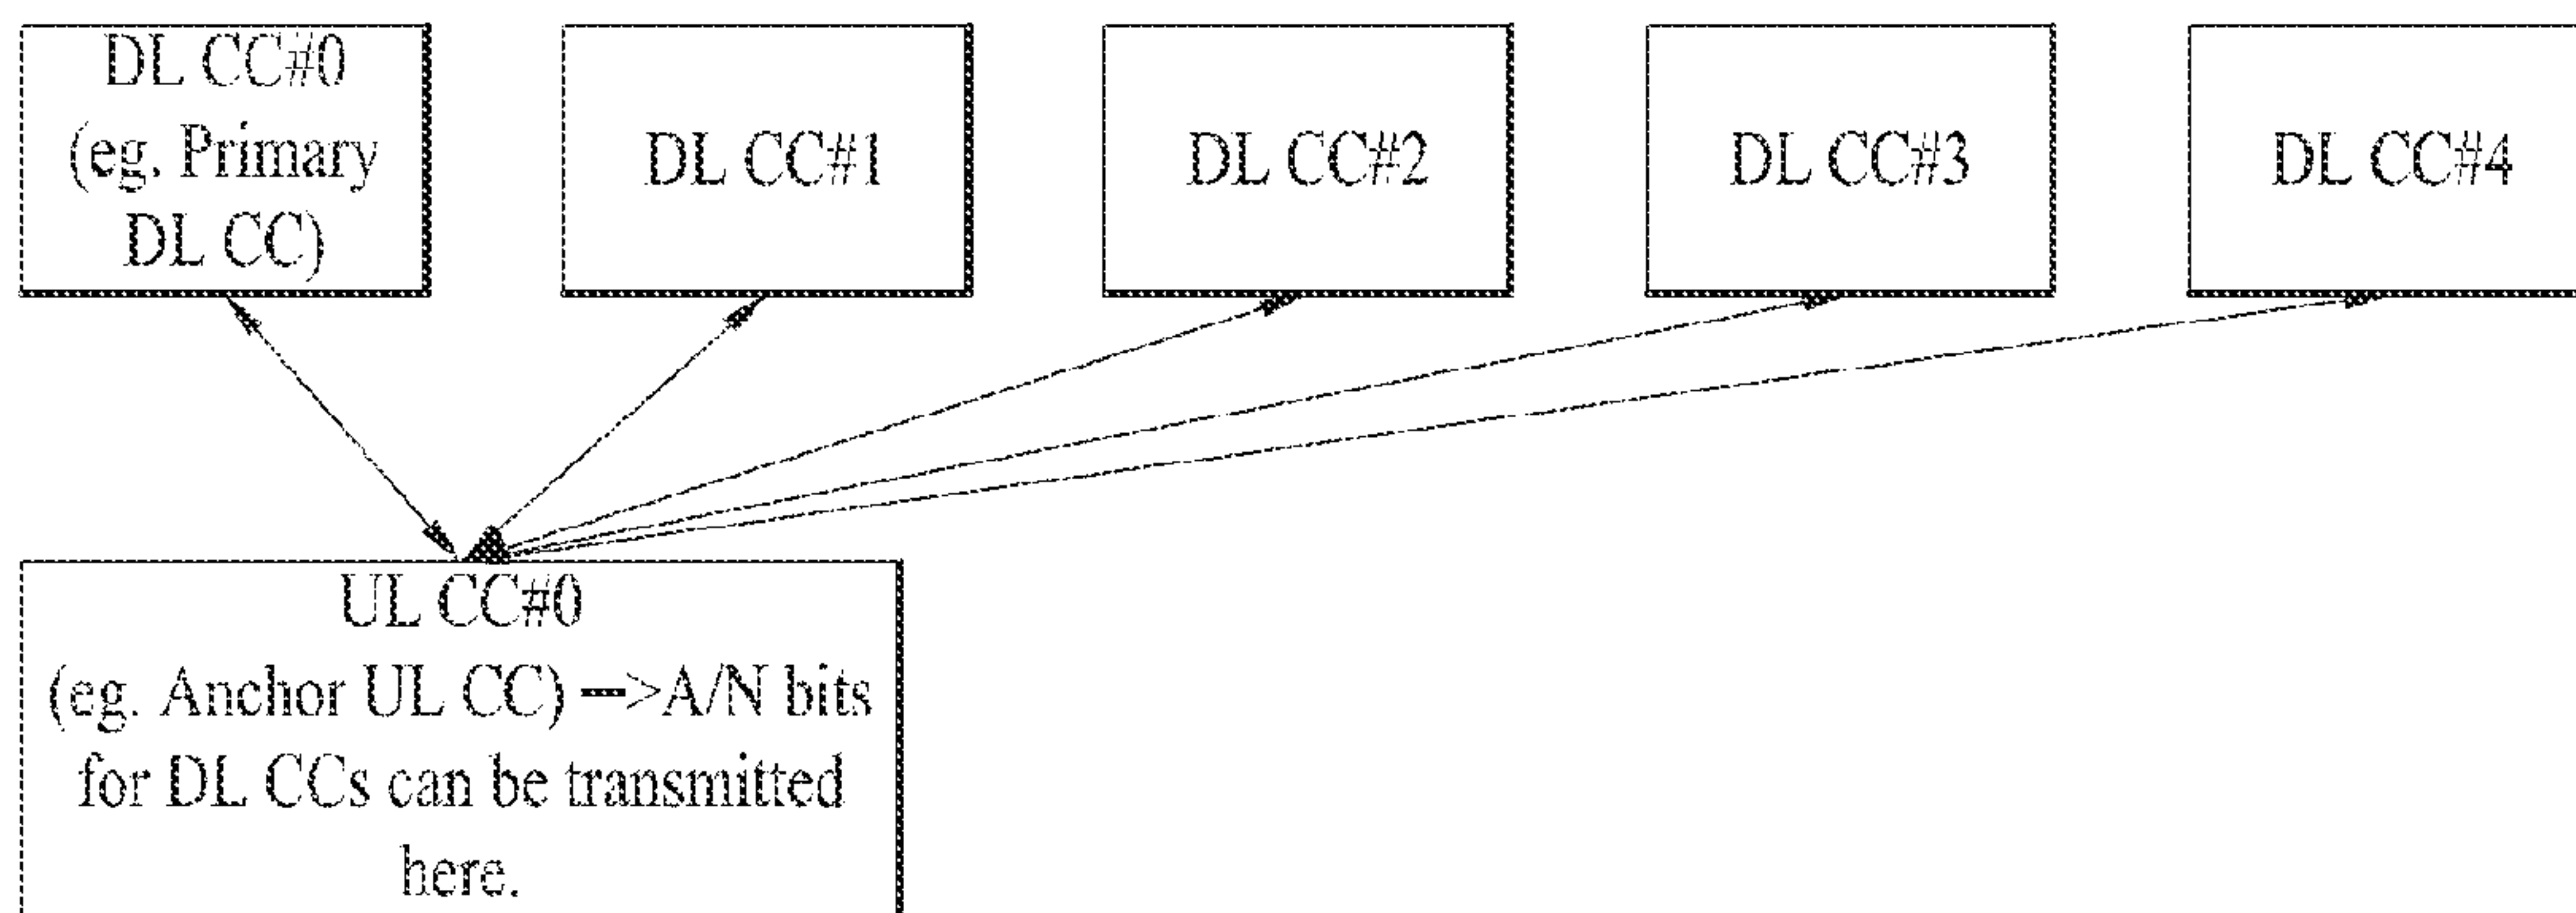 DL CC#0
(eg. Primary
DL CC)
DL CC#1
DL CC#2
DL CC#3
DL CC#4
UL CC#0
(eg. Anchor UL CC) -->A/N bits
for DL CCs can be transmitted
here.